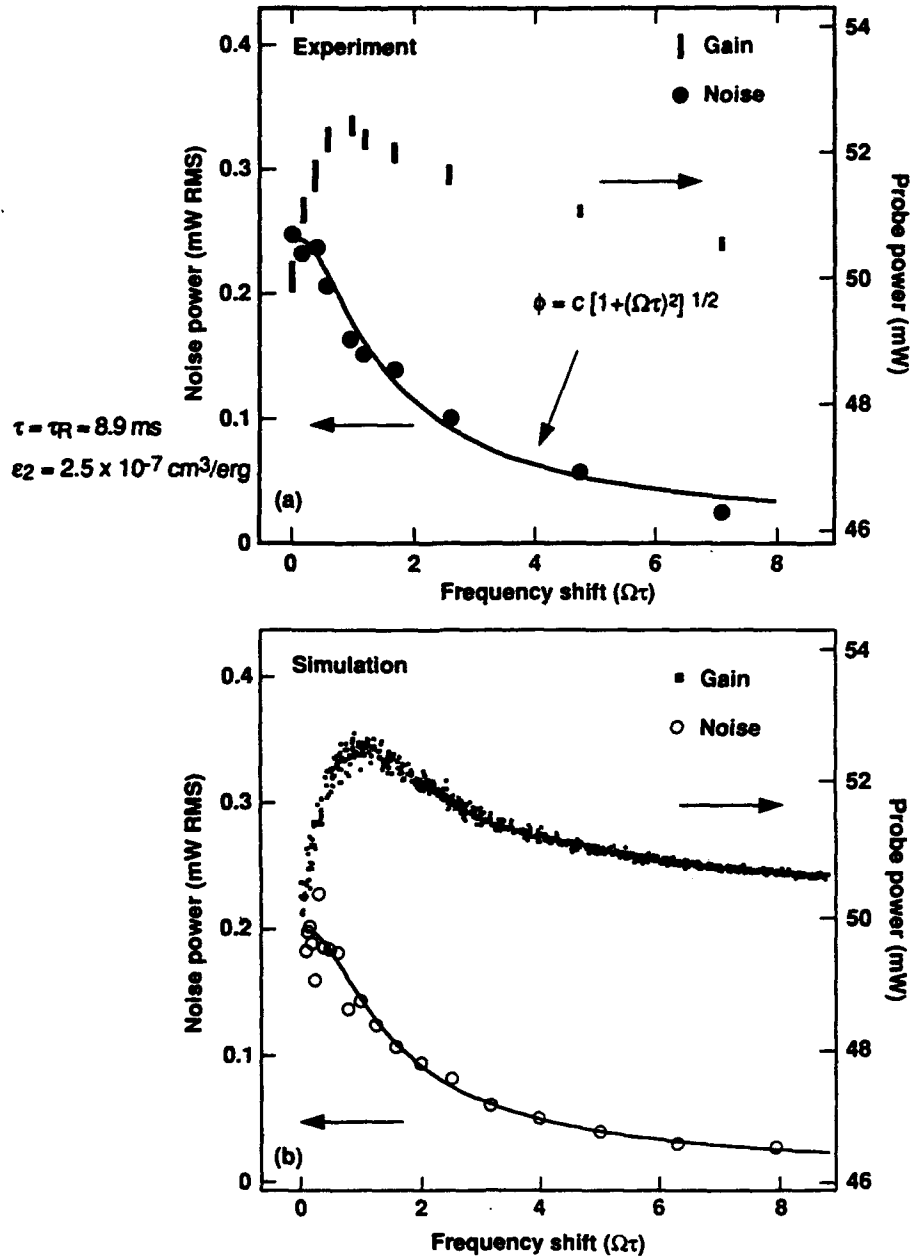 Experiment
Gain
Noise
0.4
0.3
0.2
0.1
0
Noise power (mW RMS)
54
52
50
48
46
Probe power (mW)
ϕ = c [1+(Ωτ)²] 1/2
τ = τR = 8.9 ms
ε2 = 2.5 x 10-7 cm3/erg
(a)
0 2 4 6 8
Frequency shift (Ωτ)
Simulation
Gain
Noise
0.4
0.3
0.2
0.1
0
Noise power (mW RMS)
54
52
50
48
46
Probe power (mW)
(b)
0 2 4 6 8
Frequency shift (Ωτ)